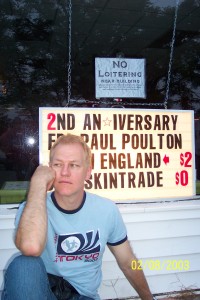 NO
LOITERING
2ND AN☆IVERSARY
PAUL POULTON
ENGLAND $2
SKINTRADE $0
TOKYO
02/08/2003